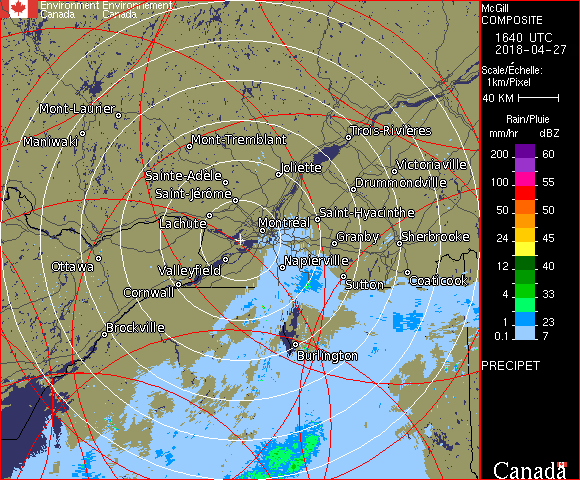 Environment Environnement
Canada Canada
McGill
COMPOSITE
1640 UTC
2018-04-27
Scale/Échelle:
1km/Pixel
40 KM
Rain/Pluie
mm/hr dBZ
200 60
150 57
100 55
50 50
24 45
12 40
4 33
1 23
0.1 7
PRECIPET
Canada
Mont-Laurier
Maniwaki
Mont-Tremblant
Trois-Rivières
Joliette
Victoriaville
Sainte-Adèle
Drummondville
Saint-Jérôme
Saint-Hyacinthe
Lachute
Montréal
Granby
Sherbrooke
Ottawa
Valleyfield
Napierville
Sutton
Coaticook
Cornwall
Brockville
Burlington